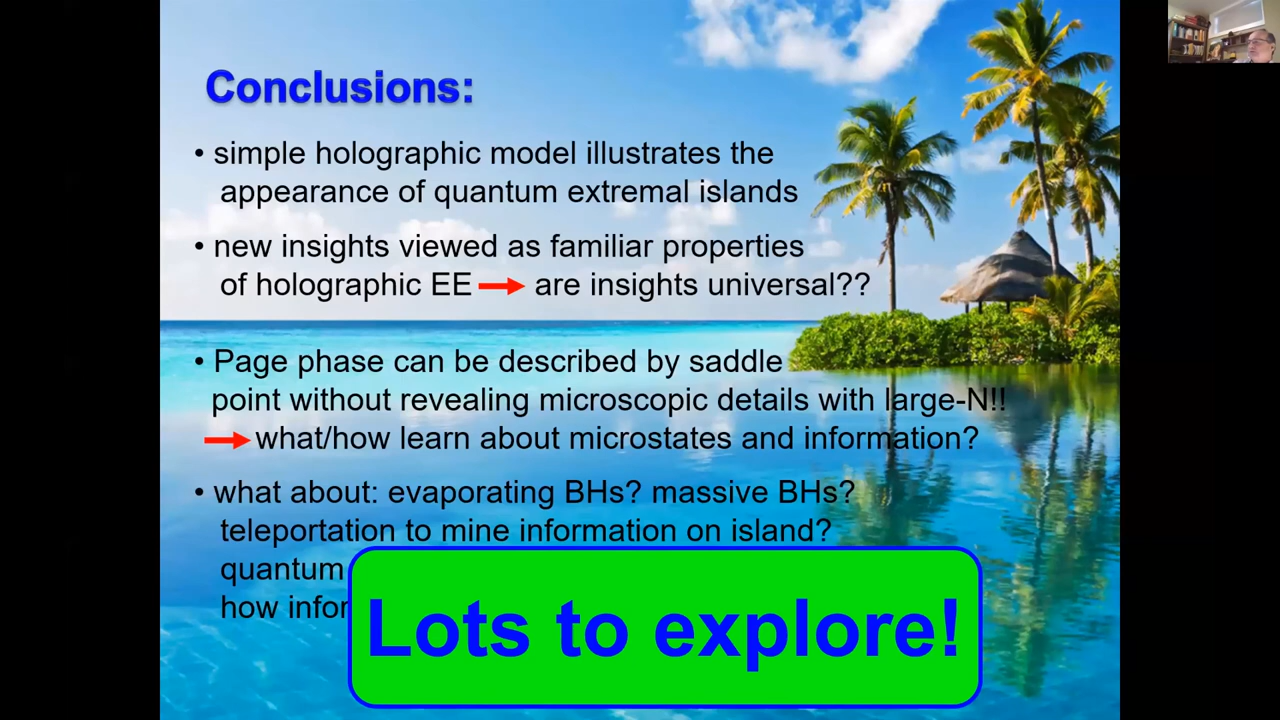 Conclusions:
• simple holographic model illustrates the
appearance of quantum extremal islands
• new insights viewed as familiar properties
of holographic EE → are insights universal??
• Page phase can be described by saddle
point without revealing microscopic details with large-N!!
→ what/how learn about microstates and information?
• what about: evaporating BHs? massive BHs?
teleportation to mine information on island?
quantum
how
Lots to explore!